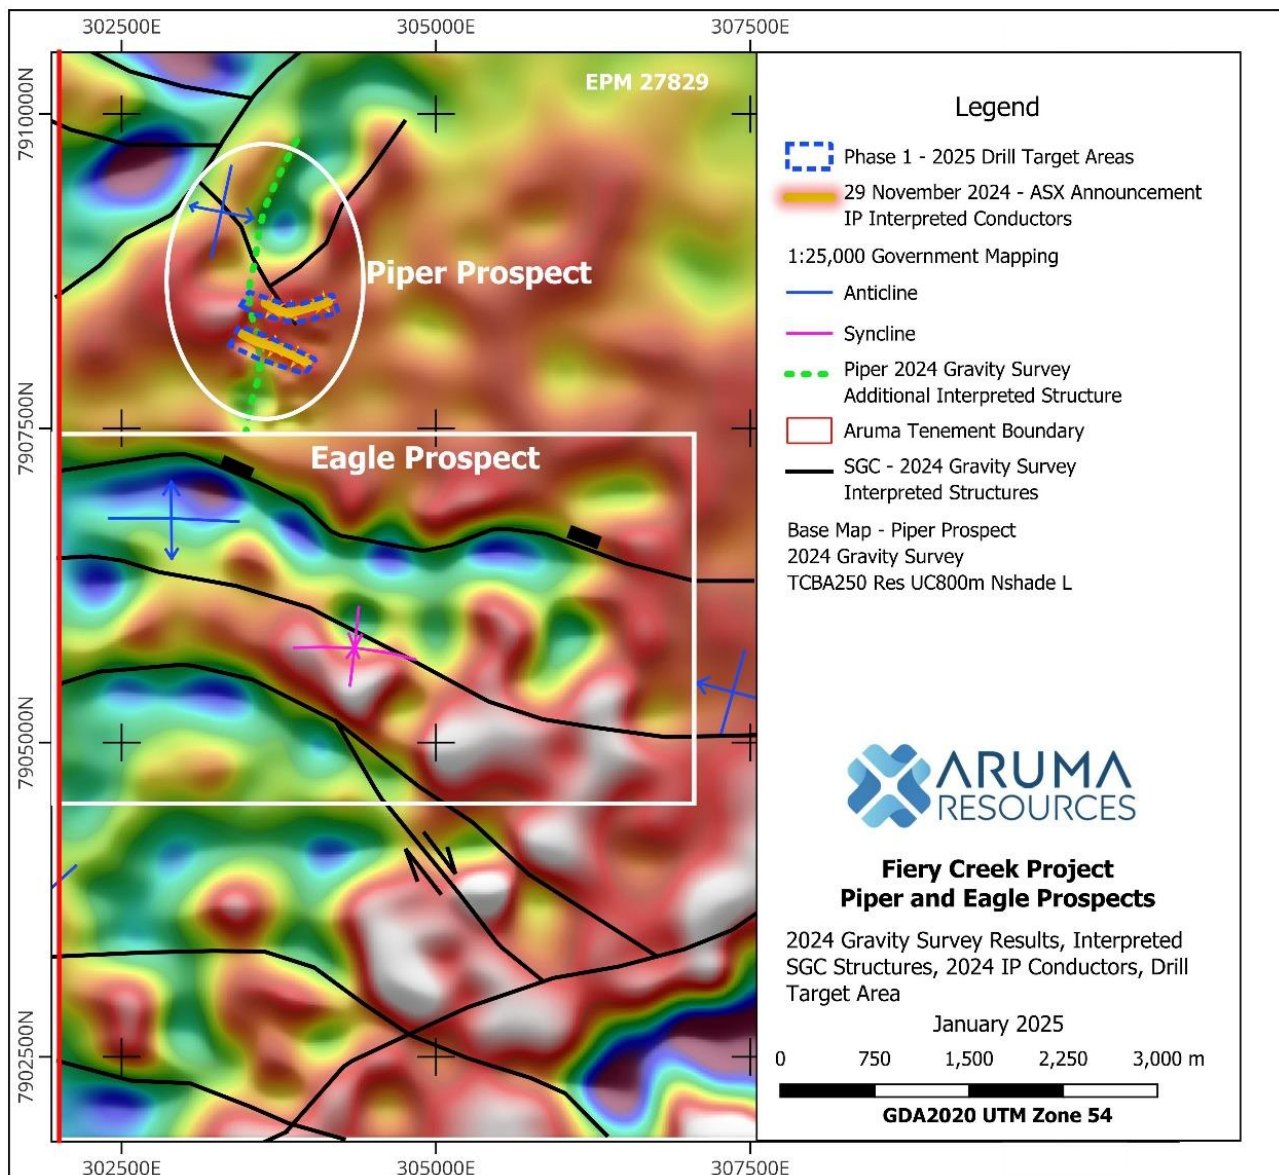 302500E
305000E
307500E
7910000N
7907500N
7905000N
7902500N
EPM 27829
Piper Prospect
Eagle Prospect
302500E
305000E
307500E
Legend
Phase 1 - 2025 Drill Target Areas
29 November 2024 - ASX Announcement
IP Interpreted Conductors
1:25,000 Government Mapping
Anticline
Syncline
Piper 2024 Gravity Survey
Additional Interpreted Structure
Aruma Tenement Boundary
SGC - 2024 Gravity Survey
Interpreted Structures
Base Map - Piper Prospect
2024 Gravity Survey
TCBA250 Res UC800m Nshade L
ARUMA
RESOURCES
Fiery Creek Project
Piper and Eagle Prospects
2024 Gravity Survey Results, Interpreted
SGC Structures, 2024 IP Conductors, Drill
Target Area
January 2025
0 750 1,500 2,250 3,000 m
GDA2020 UTM Zone 54